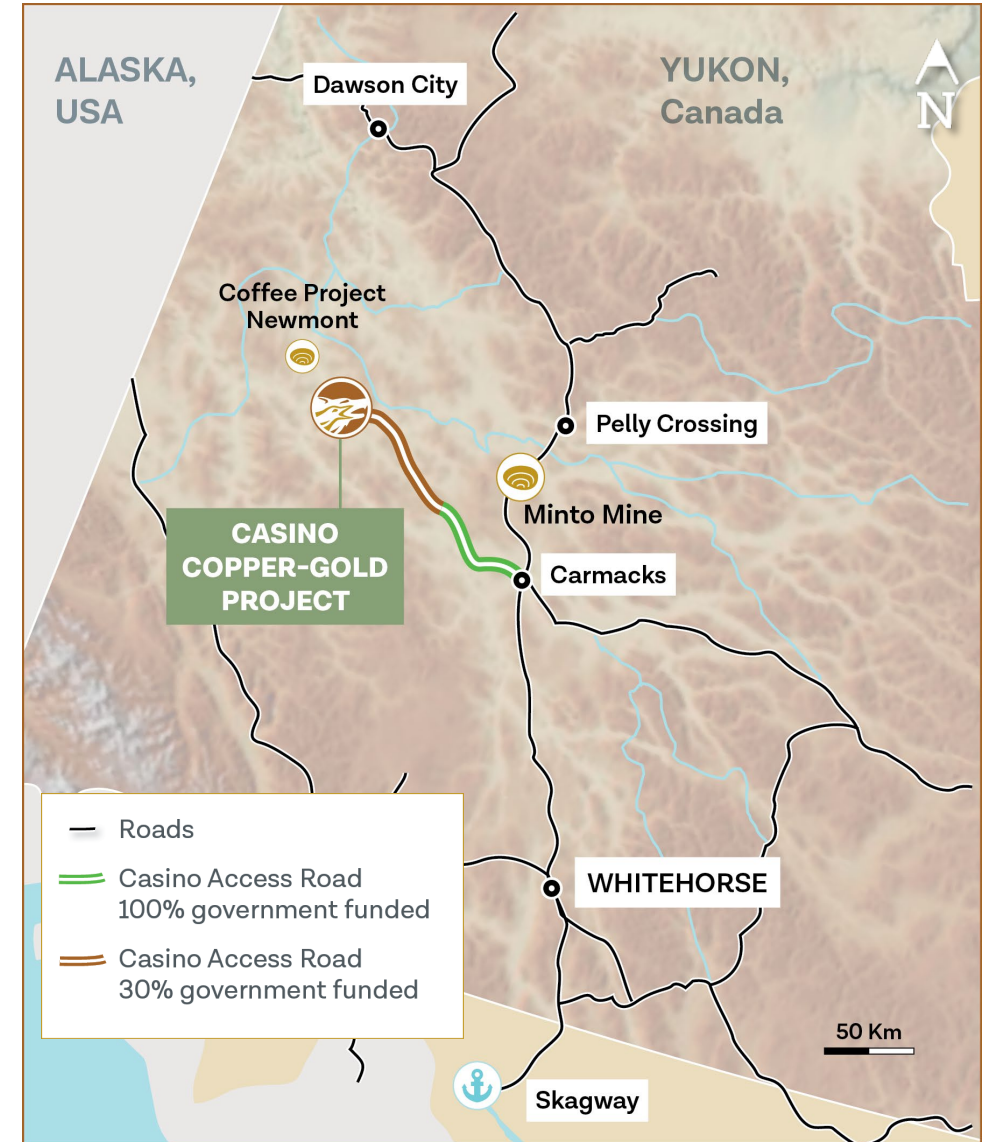 ALASKA,
USA
YUKON,
Canada
N
Dawson City
Coffee Project
Newmont
Pelly Crossing
Minto Mine
CASINO
COPPER-GOLD
PROJECT
Carmacks
Roads
Casino Access Road
100% government funded
Casino Access Road
30% government funded
WHITEHORSE
50 Km
Skagway